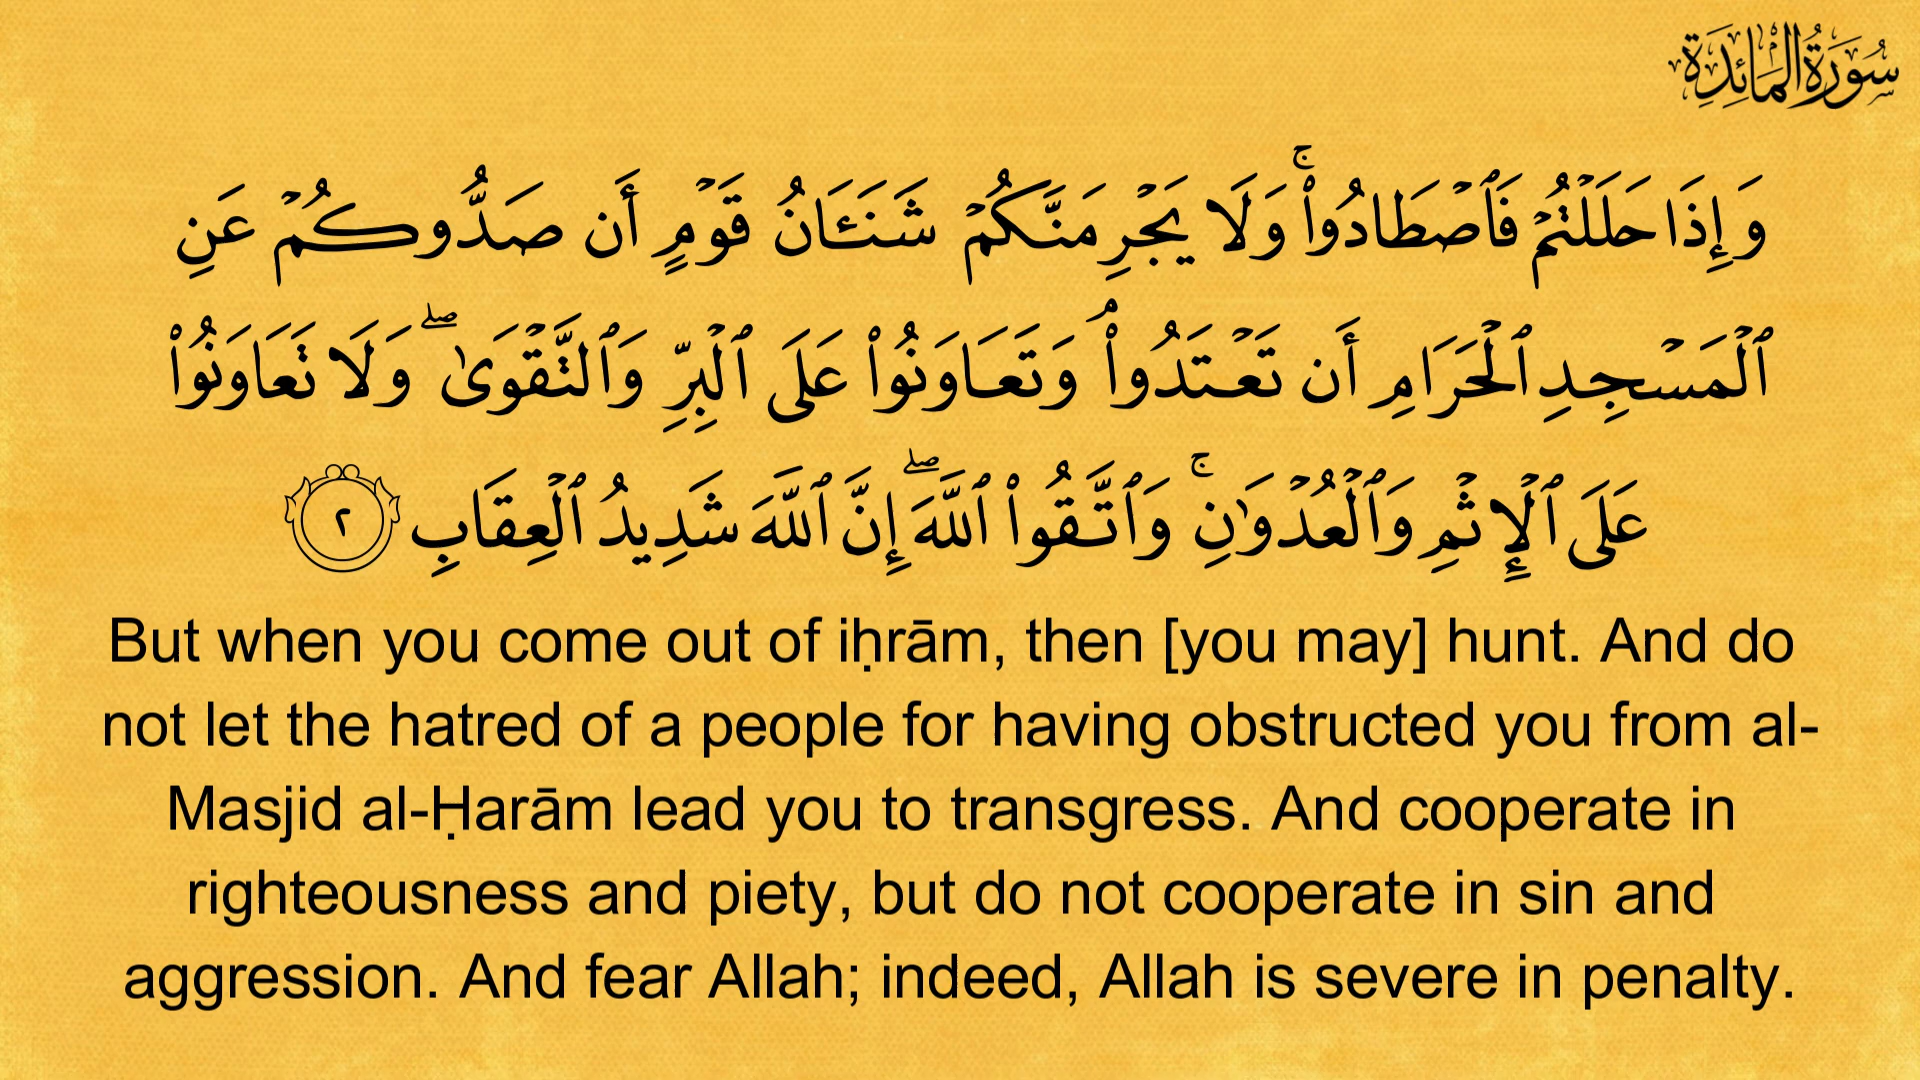 سُورَةُ المَائِدَةِ
وَإِذَا حَلَلۡتُمۡ فَٱصۡطَادُواْۚ وَلَا يَجۡرِمَنَّكُمۡ شَنَـَٔانُ قَوۡمٍ أَن صَدُّوكُمۡ عَنِ
ٱلۡمَسۡجِدِ ٱلۡحَرَامِ أَن تَعۡتَدُواْۘ وَتَعَاوَنُواْ عَلَى ٱلۡبِرِّ وَٱلتَّقۡوَىٰۖ وَلَا تَعَاوَنُواْ
عَلَى ٱلۡإِثۡمِ وَٱلۡعُدۡوَٰنِۚ وَٱتَّقُواْ ٱللَّهَۖ إِنَّ ٱللَّهَ شَدِيدُ ٱلۡعِقَابِ ٢
But when you come out of iḥrām, then [you may] hunt. And do
not let the hatred of a people for having obstructed you from al-
Masjid al-Ḥarām lead you to transgress. And cooperate in
righteousness and piety, but do not cooperate in sin and
aggression. And fear Allah; indeed, Allah is severe in penalty.